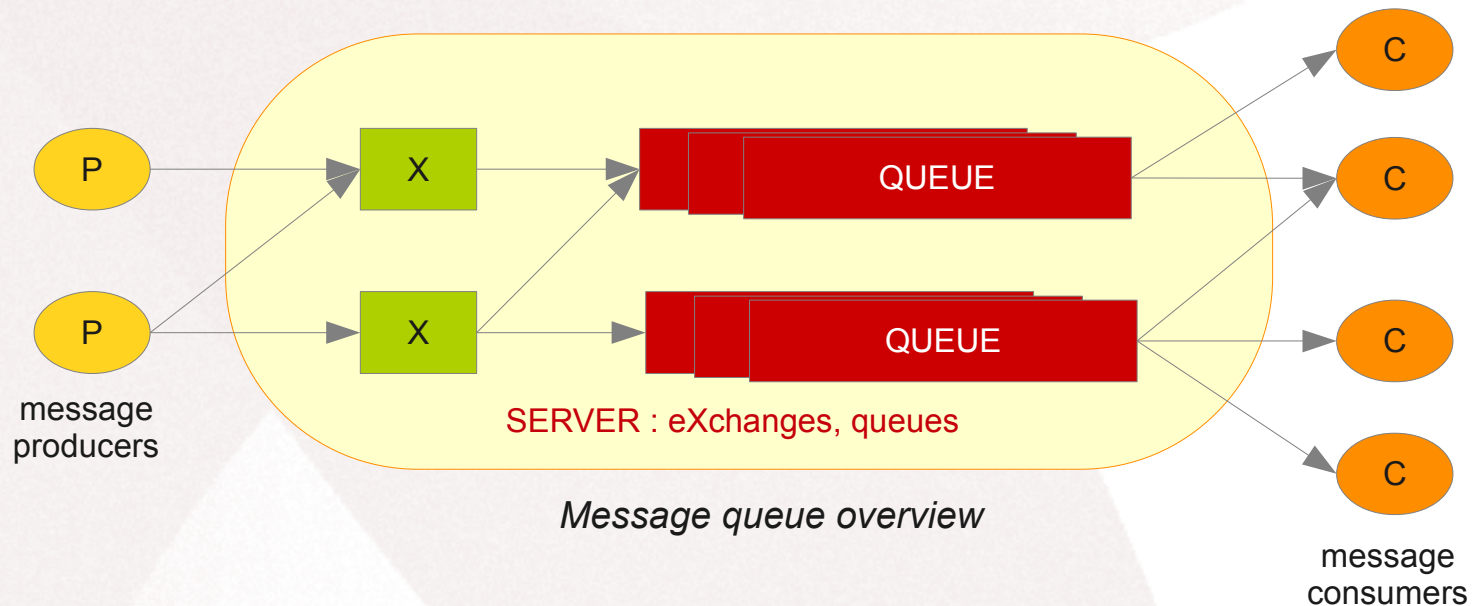 C
P
X
QUEUE
C
P
X
QUEUE
C
message
producers
SERVER : eXchanges, queues
C
Message queue overview
message
consumers